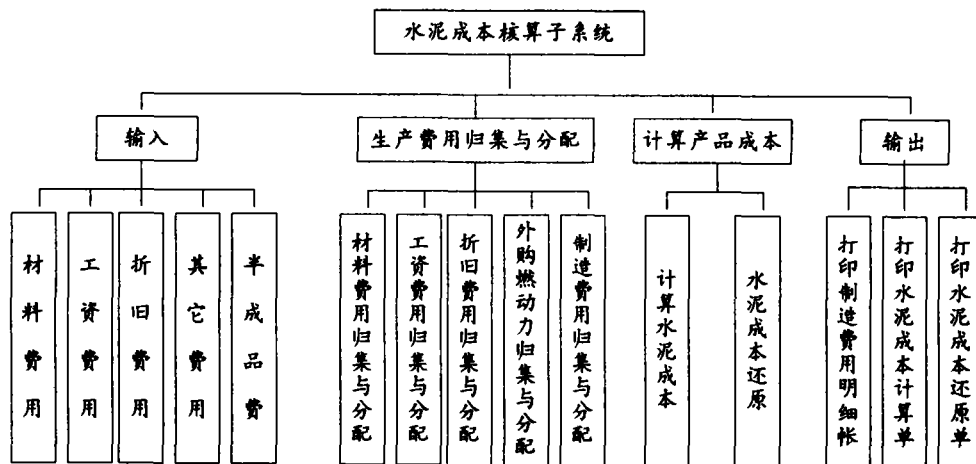 水泥成本核算子系统
输入
生产费用归集与分配
计算产品成本
输出
材料费用
工资费用
折旧费用
其它费用
半成品费
材料费用归集与分配
工资费用归集与分配
折旧费用归集与分配
外购燃动力归集与分配
制造费用归集与分配
计算水泥成本
水泥成本还原
打印制造费用明细帐
打印水泥成本计算单
打印水泥成本还原单